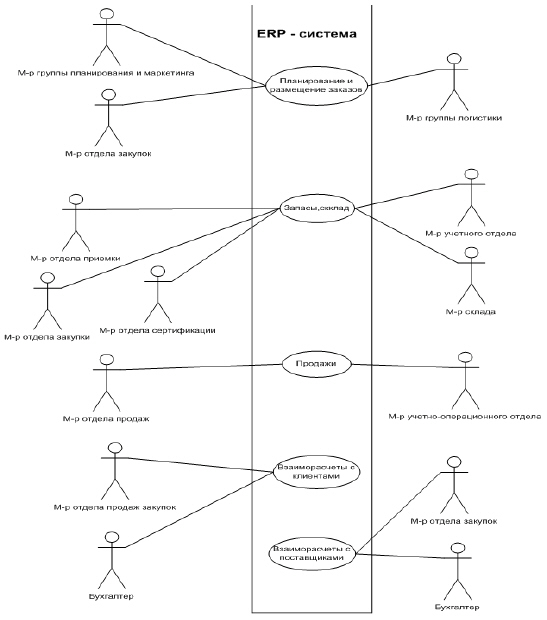 ERP - система
М-р группы планирования и маркетинга
Планирование и
размещение заказов
М-р группы логистики
М-р отдела закупок
Запасы,склад
М-р учетного отдела
М-р отдела приемки
М-р склада
М-р отдела закупки
М-р отдела сертификации
Продажи
М-р отдела продаж
М-р учетно-операционного отдела
Взаиморасчеты с
клиентами
М-р отдела продаж закупок
М-р отдела закупок
Взаиморасчеты с
поставщиками
Бухгалтер
Бухгалтер